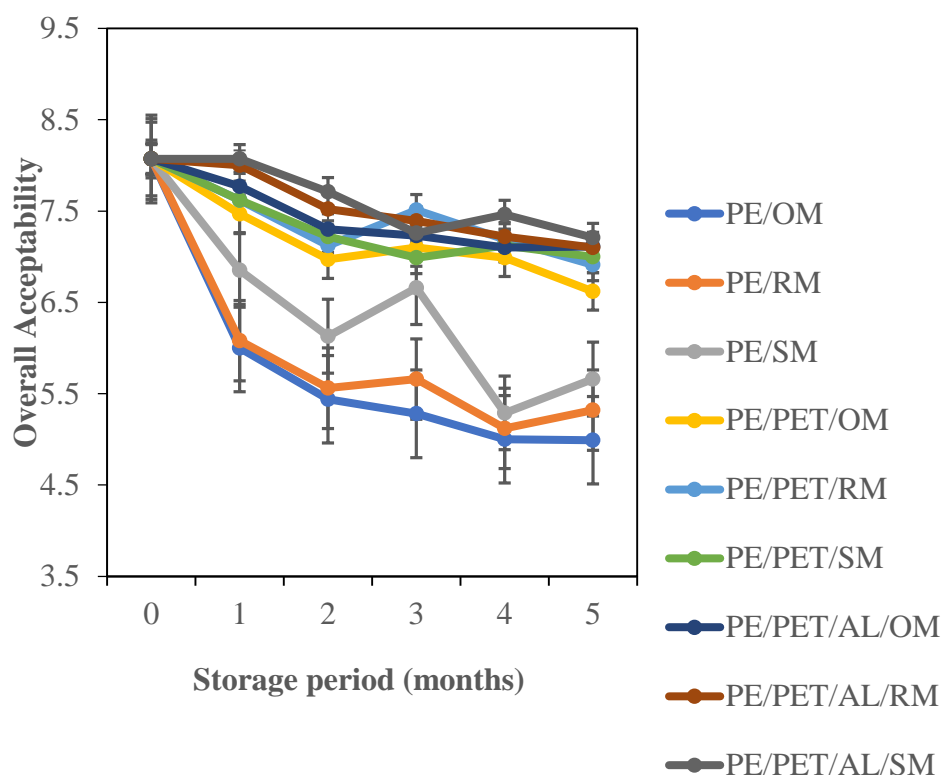 9.5
8.5
7.5
6.5
5.5
4.5
3.5
Overall Acceptability
0 1 2 3 4 5
Storage period (months)
PE/OM
PE/RM
PE/SM
PE/PET/OM
PE/PET/RM
PE/PET/SM
PE/PET/AL/OM
PE/PET/AL/RM
PE/PET/AL/SM